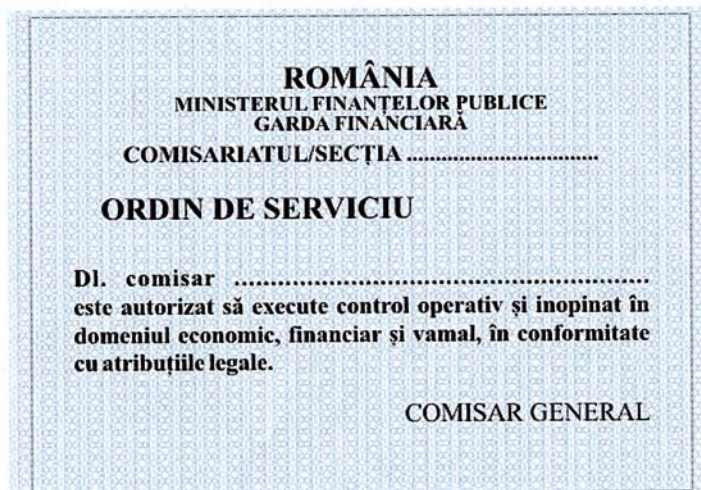 ROMÂNIA
MINISTERUL FINANȚELOR PUBLICE
GARDA FINANCIARĂ
COMISARIATUL/SECȚIA .................................
ORDIN DE SERVICIU
Dl. comisar ........................................................
este autorizat să execute control operativ și inopinat în
domeniul economic, financiar și vamal, în conformitate
cu atribuțiile legale.
COMISAR GENERAL